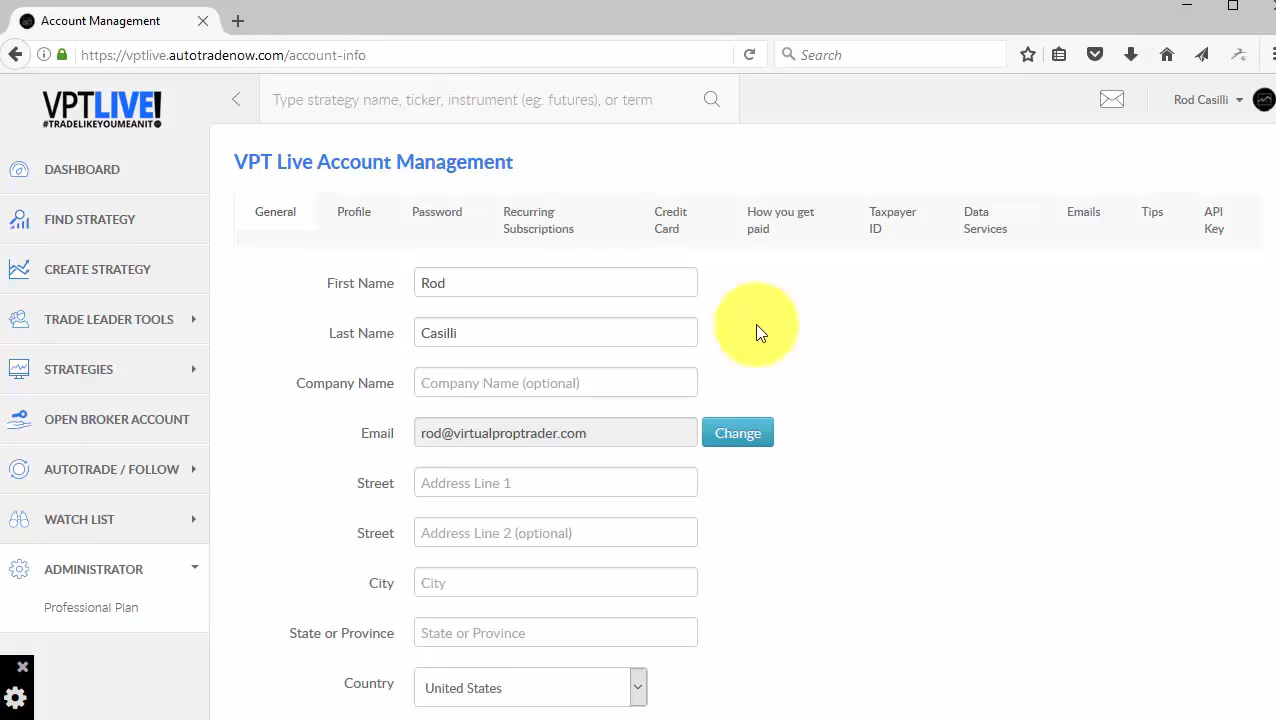 Account Management
https://vptlive.autotradenow.com/account-info
Search
VPTLIVE!
#TRADELIKEYOUMEANIT
Type strategy name, ticker, instrument (eg. futures), or term
Rod Casilli
DASHBOARD
FIND STRATEGY
CREATE STRATEGY
TRADE LEADER TOOLS
STRATEGIES
OPEN BROKER ACCOUNT
AUTOTRADE / FOLLOW
WATCH LIST
ADMINISTRATOR
Professional Plan
VPT Live Account Management
General
Profile
Password
Recurring
Subscriptions
Credit
Card
How you get
paid
Taxpayer
ID
Data
Services
Emails
Tips
API
Key
First Name Rod
Last Name Casilli
Company Name Company Name (optional)
Email rod@virtualproptrader.com Change
Street Address Line 1
Street Address Line 2 (optional)
City City
State or Province State or Province
Country United States